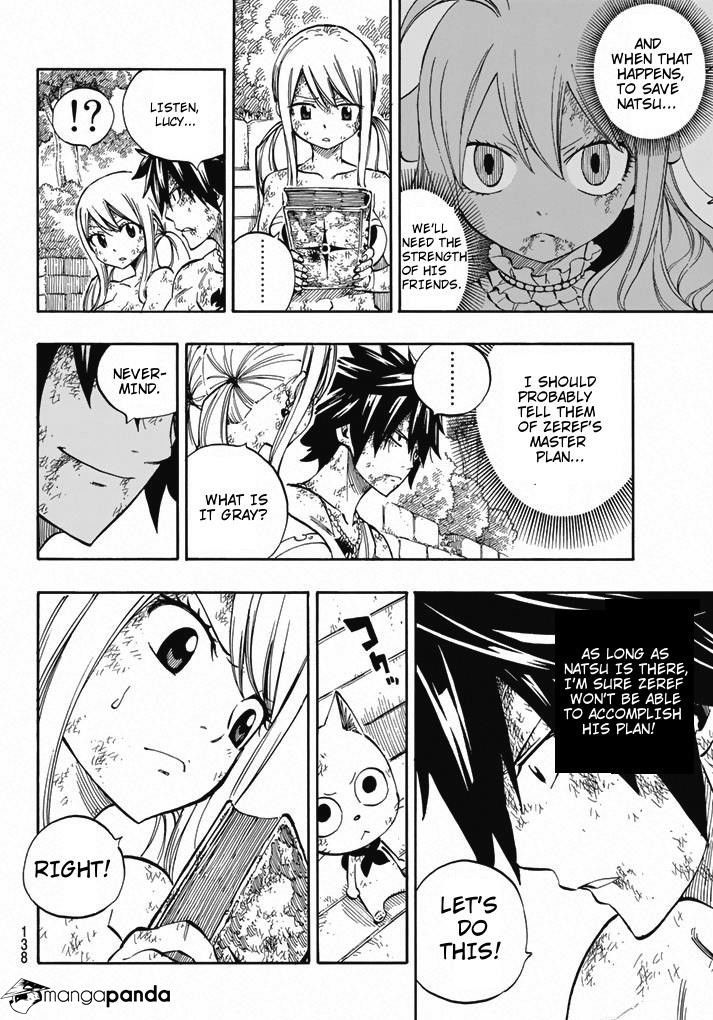 AND
WHEN THAT
HAPPENS,
TO SAVE
NATSU...
WE'LL
NEED THE
STRENGTH
OF HIS
FRIENDS.
.........
LISTEN,
LUCY...
!?
I SHOULD
PROBABLY
TELL THEM
OF ZEREF'S
MASTER
PLAN...
......
WHAT IS
IT GRAY?
NEVER-
MIND.
AS LONG AS
NATSU IS THERE,
I'M SURE ZEREF
WON'T BE ABLE
TO ACCOMPLISH
HIS PLAN!
LET'S
DO
THIS!
RIGHT!
138
mangapanda